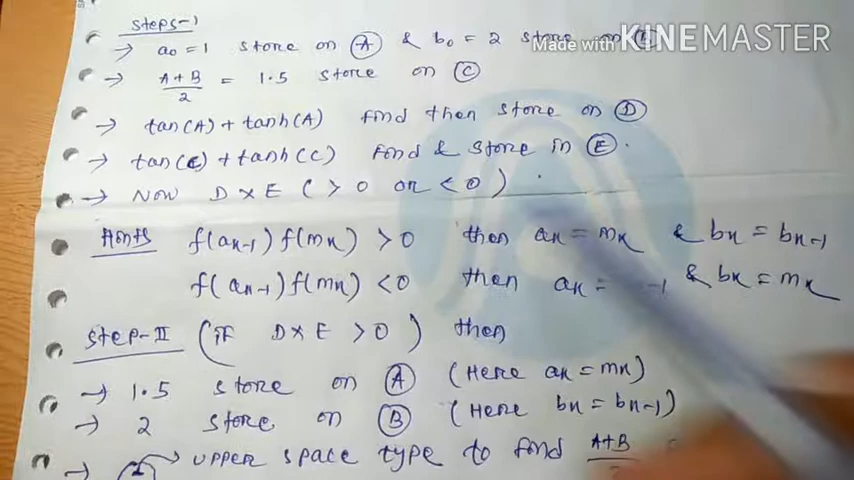 Steps-1
→ a₀ = 1 store on Ⓐ & b₀ = 2 store on
Made with KINEMASTER
→ A+B/2 = 1.5 store on Ⓒ
→ tan(A) + tanh(A) find then store on Ⓓ
→ tan(C) + tanh(C) find & store in Ⓔ.
→ Now D×E (>0 or <0)
Hints f(aₙ₋₁) f(mₙ) >0 then aₙ = mₙ & bₙ = bₙ₋₁
f(aₙ₋₁) f(mₙ) <0 then aₙ = -1 & bₙ = mₙ
Step-II (if D×E >0) then
→ 1.5 store on Ⓐ (Here aₙ = mₙ)
→ 2 store on Ⓑ (Here bₙ = bₙ₋₁)
→ upper space type to find A+B